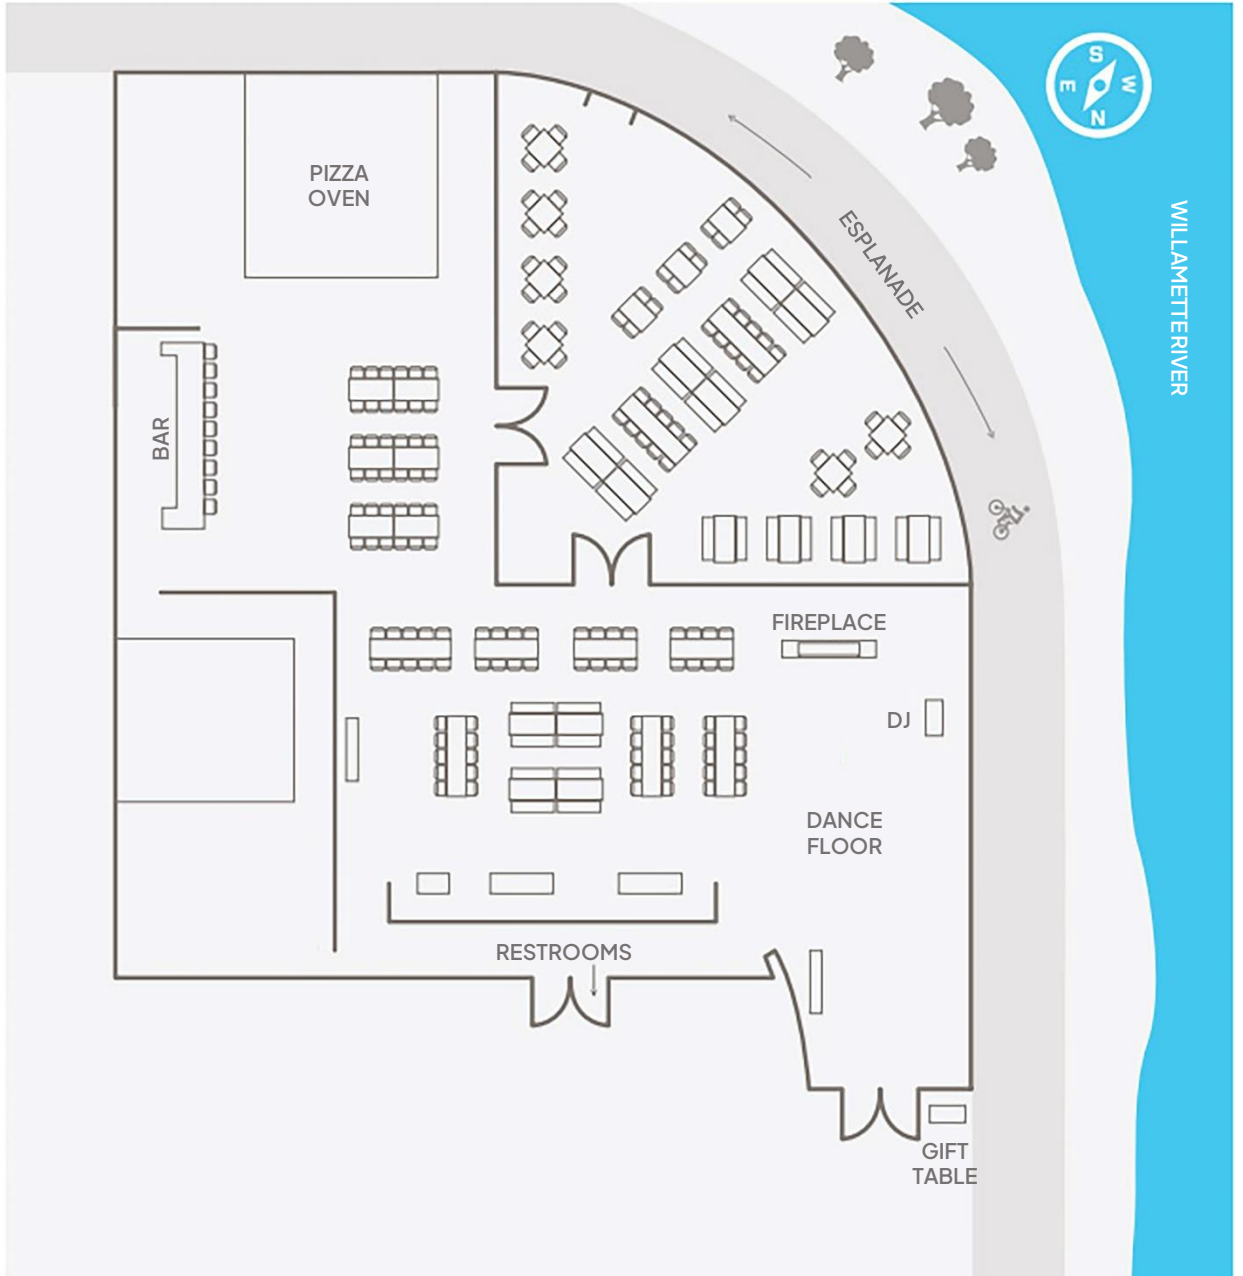 S
E
W
N
PIZZA
OVEN
ESPLANADE
WILLAMETTERIVER
BAR
FIREPLACE
DJ
DANCE
FLOOR
RESTROOMS
GIFT
TABLE